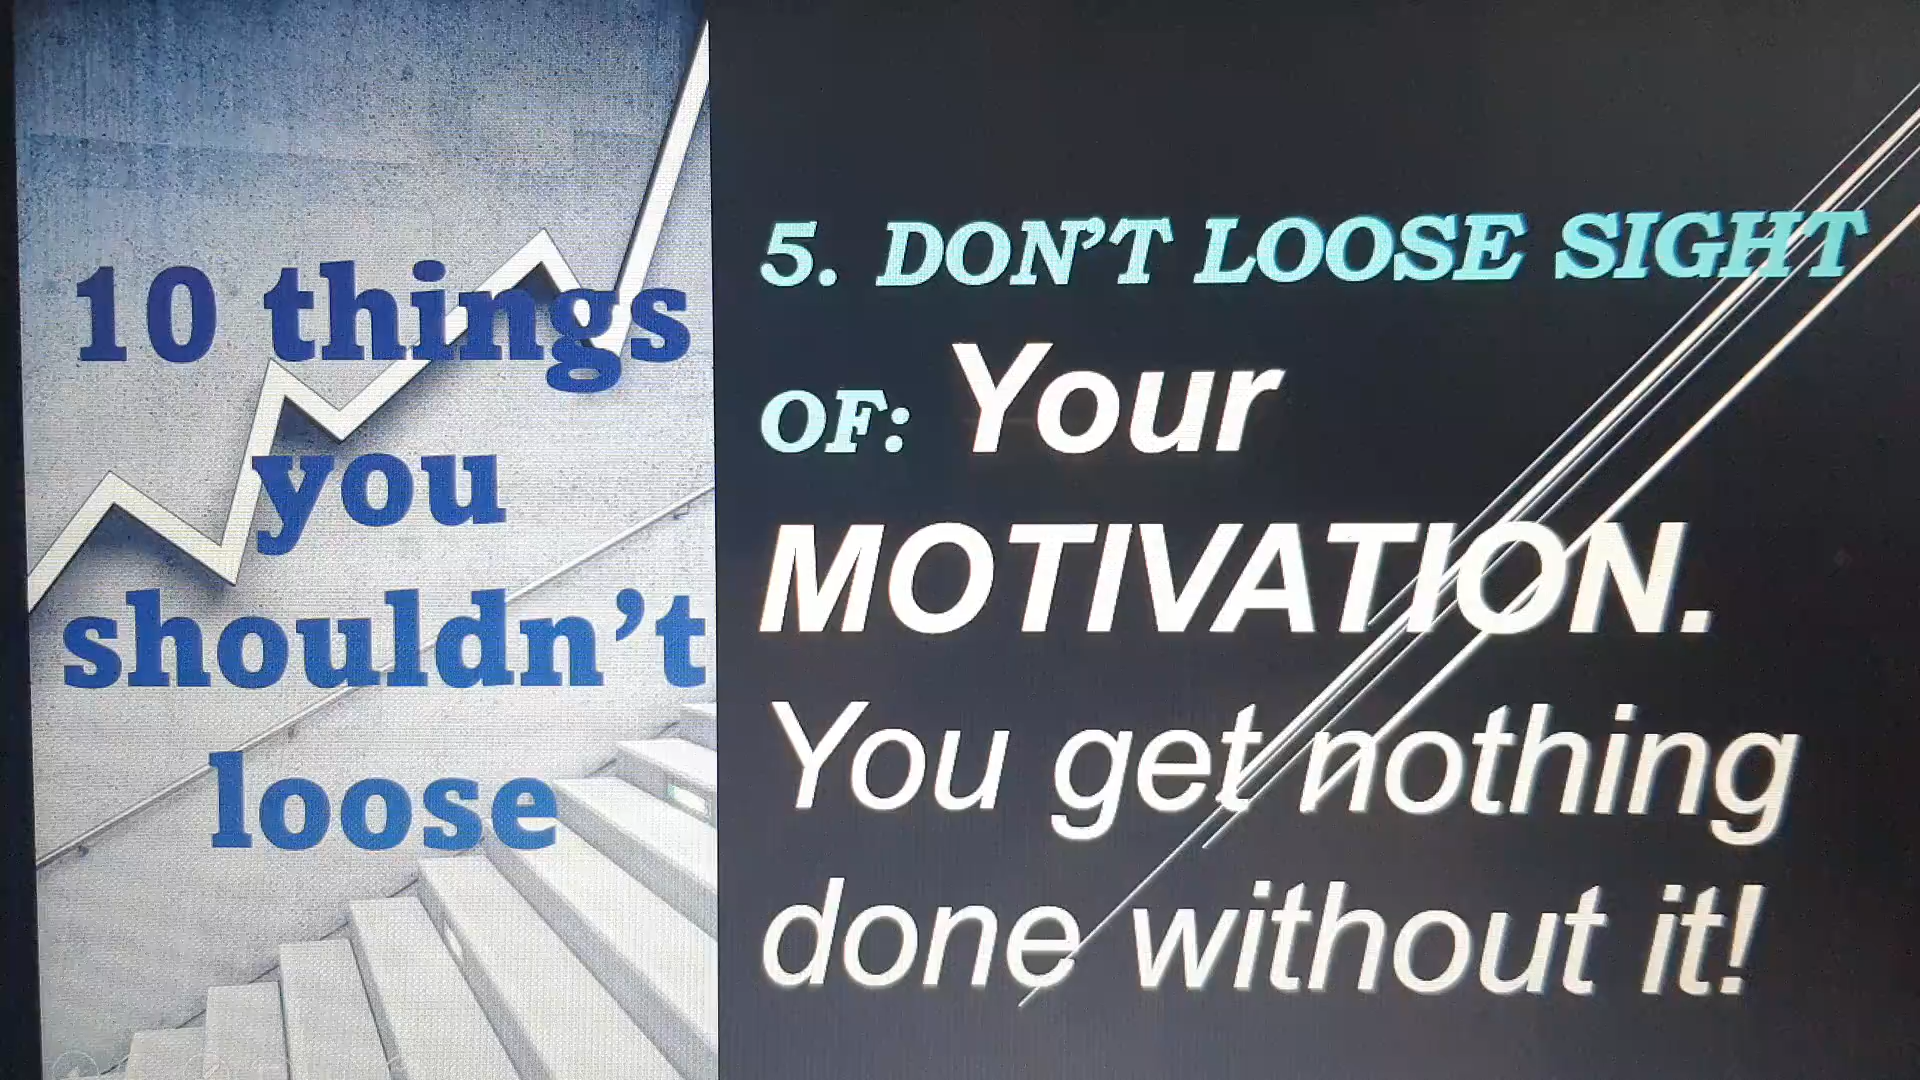 10 things
you
shouldn't
loose
5. DON'T LOOSE SIGHT
OF: Your
MOTIVATION.
You get nothing
done without it!